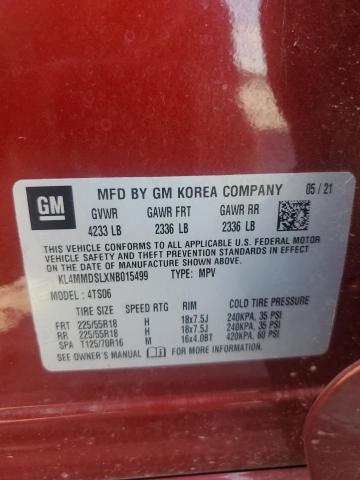 GM
MFD BY GM KOREA COMPANY 05 / 21
GVWR GAWR FRT GAWR RR
4233 LB 2336 LB 2336 LB
THIS VEHICLE CONFORMS TO ALL APPLICABLE U.S. FEDERAL MOTOR
VEHICLE SAFETY AND THEFT PREVENTION STANDARDS IN EFFECT ON
THE DATE OF MANUFACTURE SHOWN ABOVE.
KL4MMDSLXNB015499 TYPE: MPV
MODEL: 4TS06
TIRE SIZE SPEED RTG RIM COLD TIRE PRESSURE
FRT 225/55R18 H 18x7.5J 240KPA, 35 PSI
RR 225/55R18 H 18x7.5J 240KPA, 35 PSI
SPA T125/70R16 M 16x4.0BT 420KPA, 60 PSI
SEE OWNER'S MANUAL FOR MORE INFORMATION.